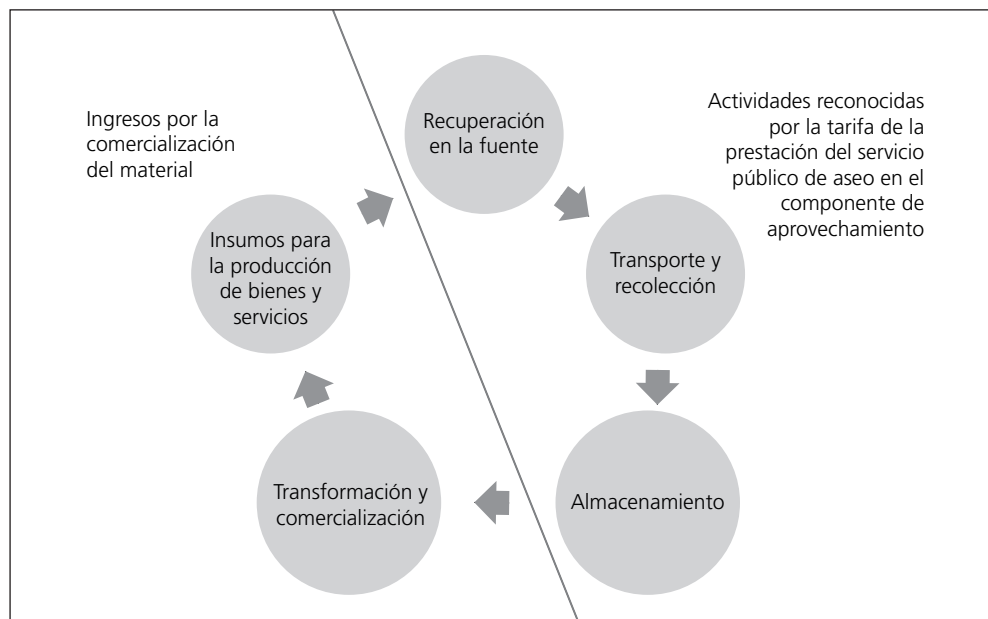 Ingresos por la
comercialización
del material
Recuperación
en la fuente
Actividades reconocidas
por la tarifa de la
prestación del servicio
público de aseo en el
componente de
aprovechamiento
Insumos para
la producción
de bienes y
servicios
Transporte y
recolección
Transformación y
comercialización
Almacenamiento